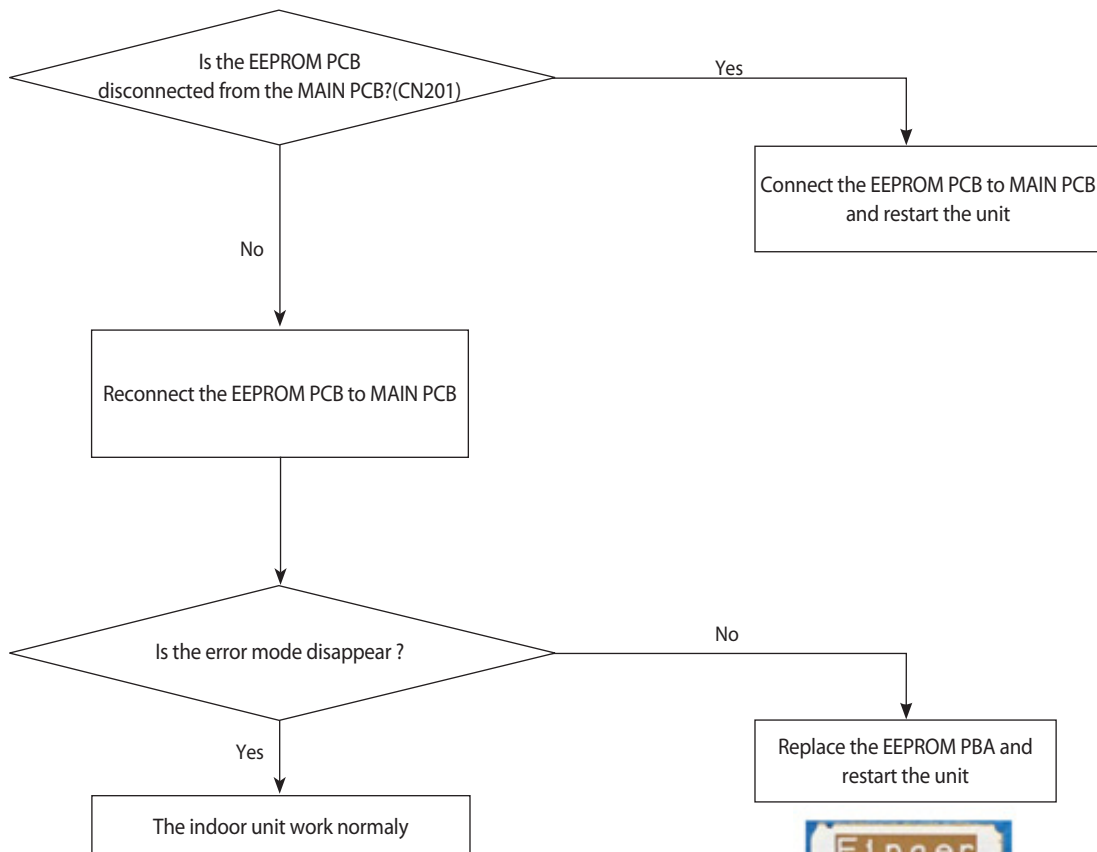 Is the EEPROM PCB
disconnected from the MAIN PCB?(CN201)
Yes
Connect the EEPROM PCB to MAIN PCB
and restart the unit
No
Reconnect the EEPROM PCB to MAIN PCB
Is the error mode disappear ?
No
Yes
Replace the EEPROM PBA and
restart the unit
The indoor unit work normaly
Finger